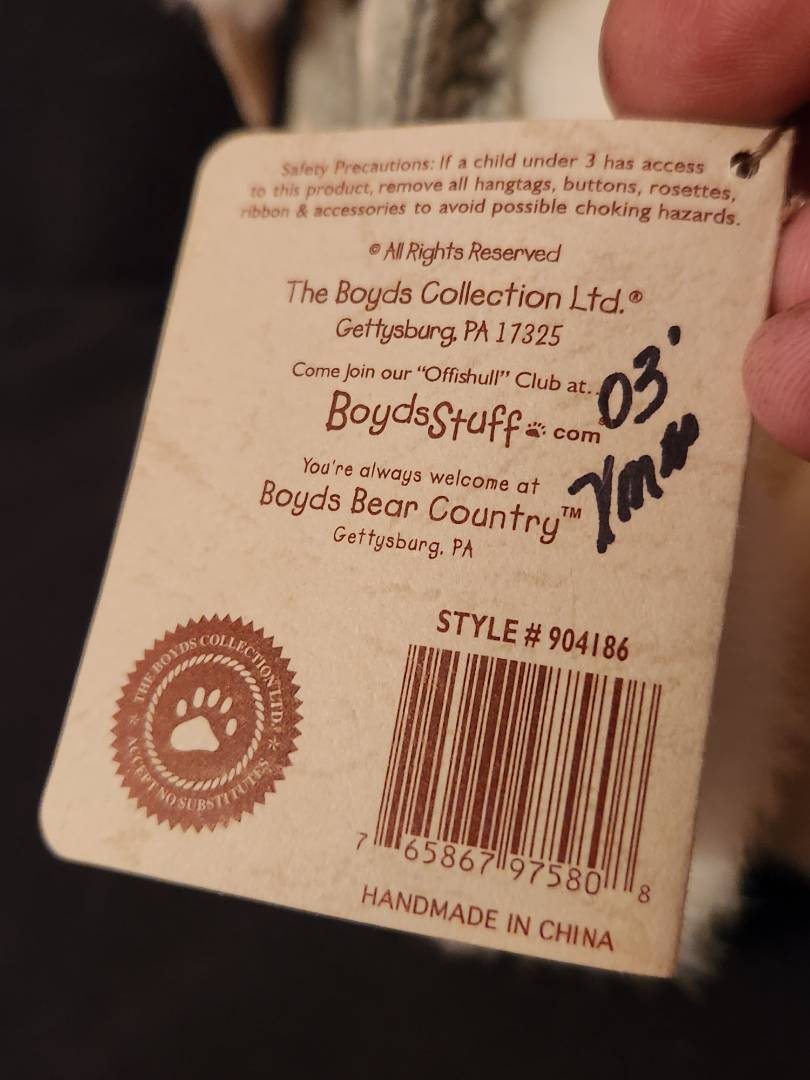 Safety Precautions: If a child under 3 has access
to this product, remove all hangtags, buttons, rosettes,
ribbon & accessories to avoid possible choking hazards.
© All Rights Reserved
The Boyds Collection Ltd.®
Gettysburg, PA 17325
Come Join our "Offishull" Club at..
03'
BoydsStuff.com
You're always welcome at
Boyds Bear Country™
Gettysburg, PA
STYLE # 904186
THE BOYDS COLLECTION LTD.
ACCEPT NO SUBSTITUTES
7 65867 97580 8
HANDMADE IN CHINA